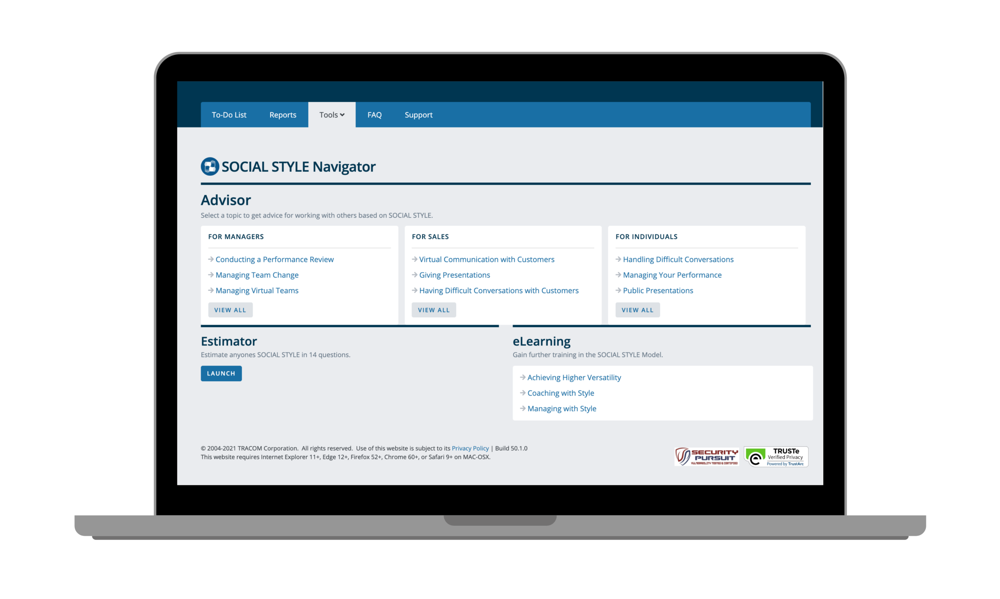 To-Do List Reports Tools FAQ Support
SOCIAL STYLE Navigator
Advisor
Select a topic to get advice for working with others based on SOCIAL STYLE.
FOR MANAGERS
Conducting a Performance Review
Managing Team Change
Managing Virtual Teams
VIEW ALL
FOR SALES
Virtual Communication with Customers
Giving Presentations
Having Difficult Conversations with Customers
VIEW ALL
FOR INDIVIDUALS
Handling Difficult Conversations
Managing Your Performance
Public Presentations
VIEW ALL
Estimator
Estimate anyones SOCIAL STYLE in 14 questions.
LAUNCH
eLearning
Gain further training in the SOCIAL STYLE Model.
Achieving Higher Versatility
Coaching with Style
Managing with Style
© 2004-2021 TRACOM Corporation. All rights reserved. Use of this website is subject to its Privacy Policy | Build 50.1.0
This website requires Internet Explorer 11+, Edge 12+, Firefox 52+, Chrome 60+, or Safari 9+ on MAC-OSX.
SECURITY
PURSUIT
VULNERABILITY TESTED & CERTIFIED
e
TRUSTe
Verified Privacy
Powered by TrustArc